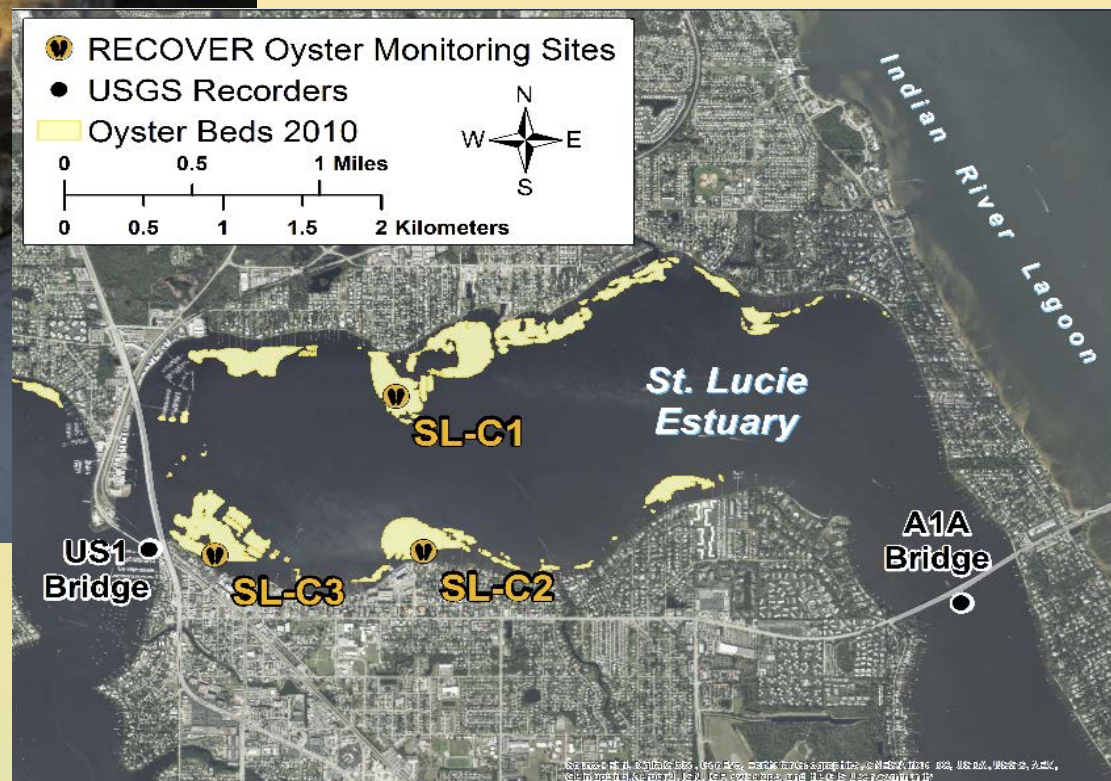 RECOVER Oyster Monitoring Sites
USGS Recorders
Oyster Beds 2010
N
W E
S
0 0.5 1 Miles
0 0.5 1 1.5 2 Kilometers
Indian River Lagoon
St. Lucie
Estuary
SL-C1
A1A
Bridge
US1
Bridge
SL-C3
SL-C2